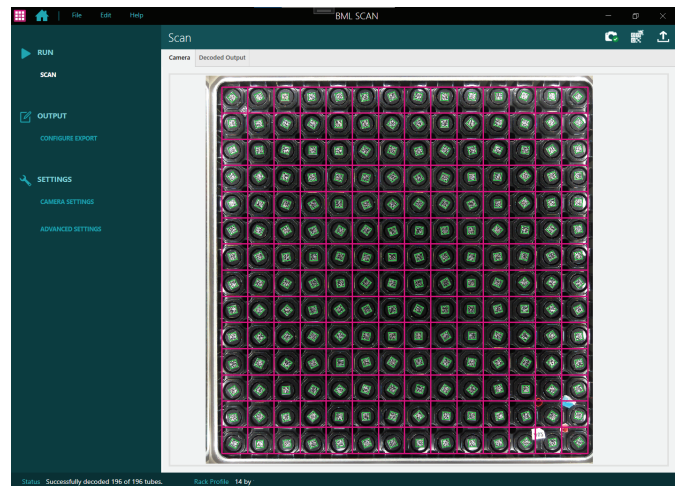 File Edit Help
BML SCAN
Scan
RUN
SCAN
Camera Decoded Output
OUTPUT
CONFIGURE EXPORT
SETTINGS
CAMERA SETTINGS
ADVANCED SETTINGS
Status Successfully decoded 196 of 196 tubes. Rack Profile 14 by